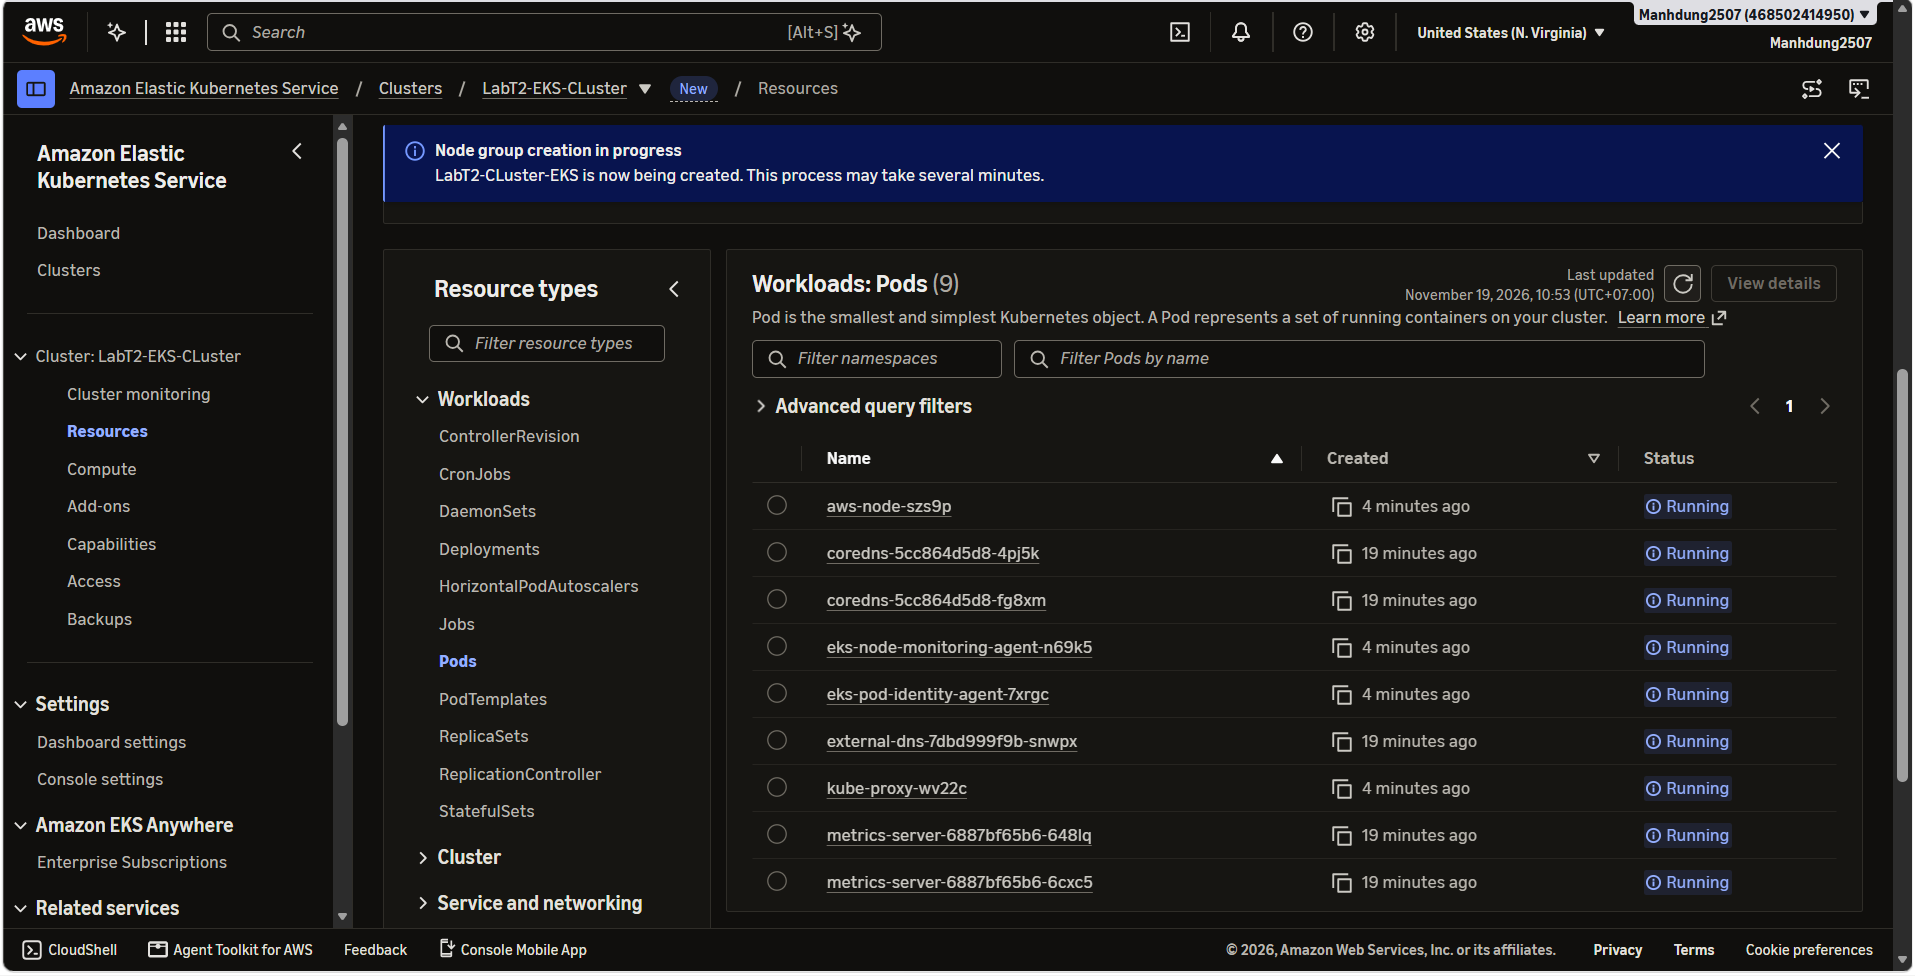 aws
Search
[Alt+S]
United States (N. Virginia)
Manhdung2507 (468502414950)
Manhdung2507
Amazon Elastic Kubernetes Service / Clusters / LabT2-EKS-CLuster New / Resources
Amazon Elastic
Kubernetes Service
Dashboard
Clusters
Cluster: LabT2-EKS-CLuster
Cluster monitoring
Resources
Compute
Add-ons
Capabilities
Access
Backups
Settings
Dashboard settings
Console settings
Amazon EKS Anywhere
Enterprise Subscriptions
Related services
Node group creation in progress
LabT2-CLuster-EKS is now being created. This process may take several minutes.
Resource types
Filter resource types
Workloads
ControllerRevision
CronJobs
DaemonSets
Deployments
HorizontalPodAutoscalers
Jobs
Pods
PodTemplates
ReplicaSets
ReplicationController
StatefulSets
Cluster
Service and networking
Workloads: Pods (9)
Last updated
November 19, 2026, 10:53 (UTC+07:00)
View details
Pod is the smallest and simplest Kubernetes object. A Pod represents a set of running containers on your cluster. Learn more
Filter namespaces
Filter Pods by name
Advanced query filters
1
Name Created Status
aws-node-szs9p 4 minutes ago Running
coredns-5cc864d5d8-4pj5k 19 minutes ago Running
coredns-5cc864d5d8-fg8xm 19 minutes ago Running
eks-node-monitoring-agent-n69k5 4 minutes ago Running
eks-pod-identity-agent-7xrgc 4 minutes ago Running
external-dns-7dbd999f9b-snwpx 19 minutes ago Running
kube-proxy-wv22c 4 minutes ago Running
metrics-server-6887bf65b6-648lq 19 minutes ago Running
metrics-server-6887bf65b6-6cxc5 19 minutes ago Running
CloudShell
Agent Toolkit for AWS
Feedback
Console Mobile App
© 2026, Amazon Web Services, Inc. or its affiliates.
Privacy
Terms
Cookie preferences